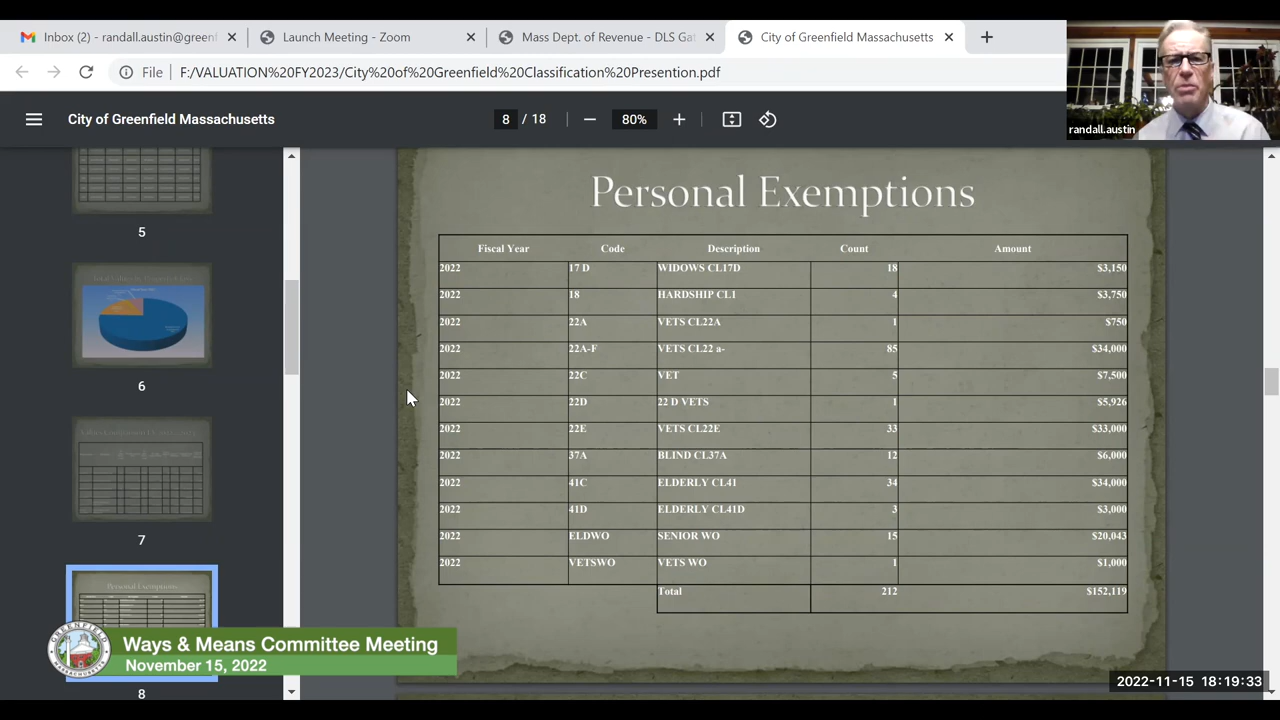 Inbox (2) - randall.austin@greenf
Launch Meeting - Zoom
Mass Dept. of Revenue - DLS Gat
City of Greenfield Massachusetts
File F:/VALUATION%20FY2023/City%20of%20Greenfield%20Classification%20Presention.pdf
randall.austin
City of Greenfield Massachusetts
8 / 18
80%
5
6
7
8
Personal Exemptions
Fiscal Year Code Description Count Amount
2022 17 D WIDOWS CL17D 18 $3,150
2022 18 HARDSHIP CL1 4 $3,750
2022 22A VETS CL22A 1 $750
2022 22A-F VETS CL22 a- 85 $34,000
2022 22C VET 5 $7,500
2022 22D 22 D VETS 1 $5,926
2022 22E VETS CL22E 33 $33,000
2022 37A BLIND CL37A 12 $6,000
2022 41C ELDERLY CL41 34 $34,000
2022 41D ELDERLY CL41D 3 $3,000
2022 ELDWO SENIOR WO 15 $20,043
2022 VETSWO VETS WO 1 $1,000
Total 212 $152,119
GREENFIELD
MASSACHUSETTS
Ways & Means Committee Meeting
November 15, 2022
2022-11-15 18:19:33